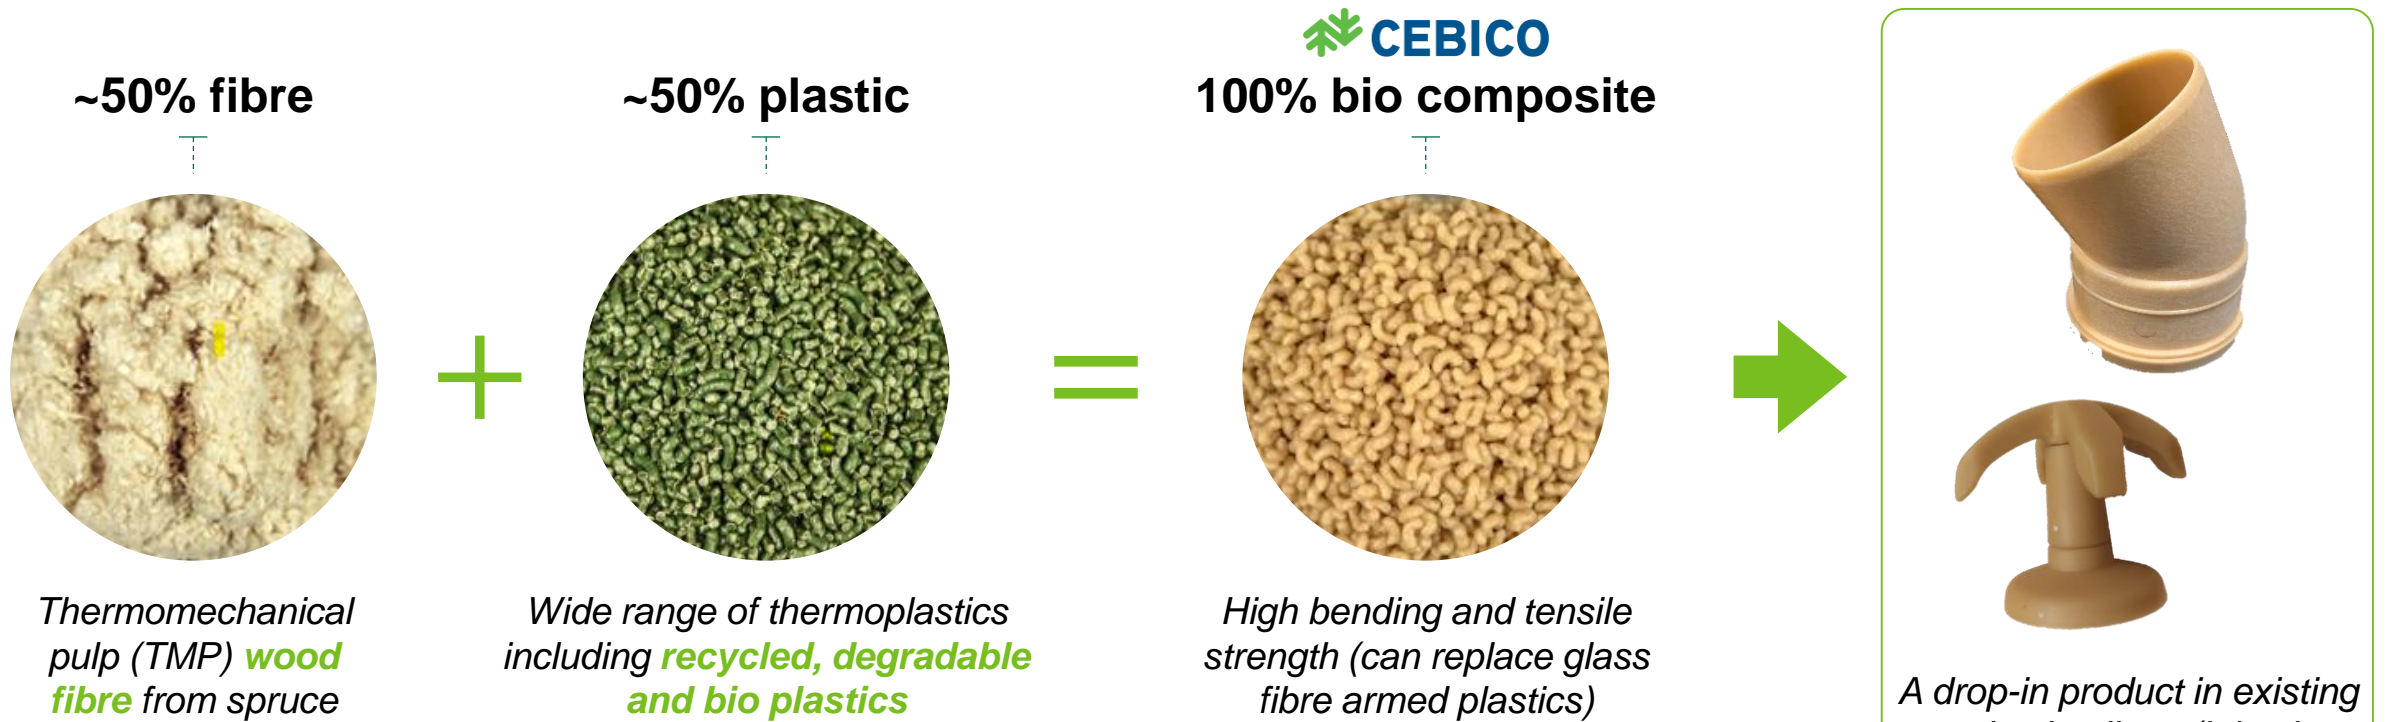 CEBICO
~50% fibre
~50% plastic
100% bio composite
Thermomechanical
pulp (TMP) wood
fibre from spruce
Wide range of thermoplastics
including recycled, degradable
and bio plastics
High bending and tensile
strength (can replace glass
fibre armed plastics)
A drop-in product in existing